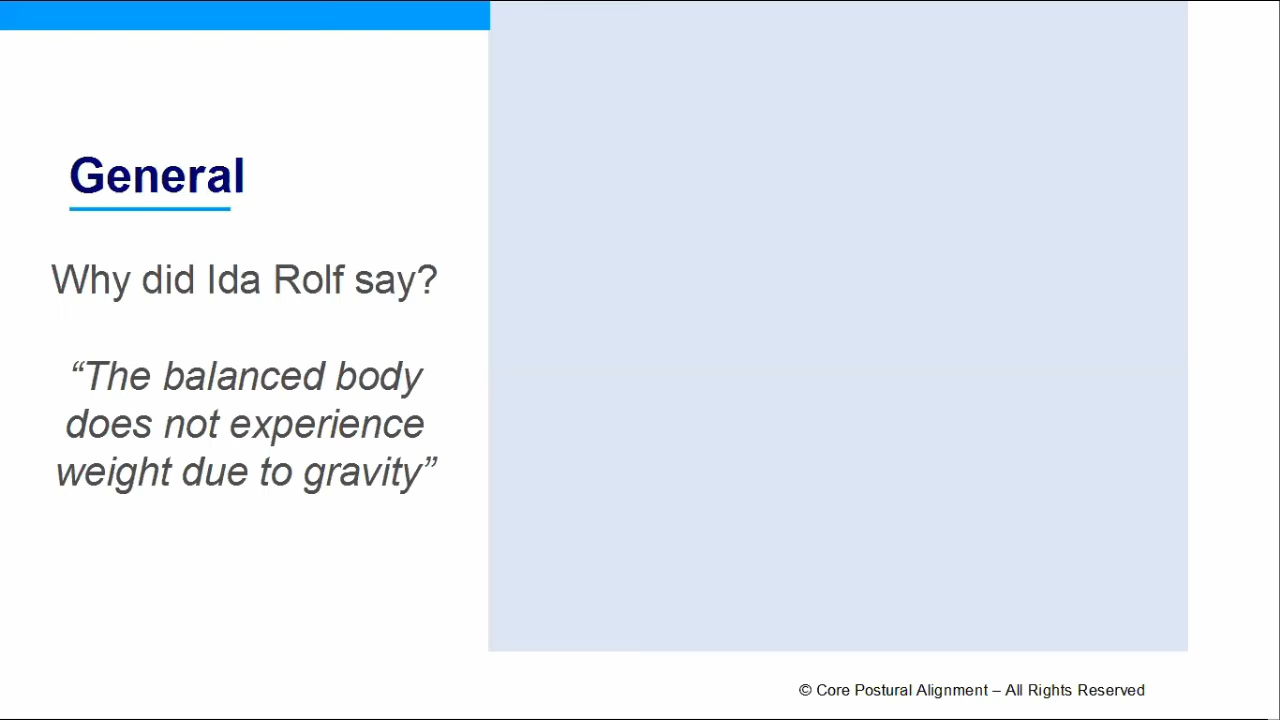 General
Why did Ida Rolf say?
“The balanced body
does not experience
weight due to gravity”
© Core Postural Alignment – All Rights Reserved